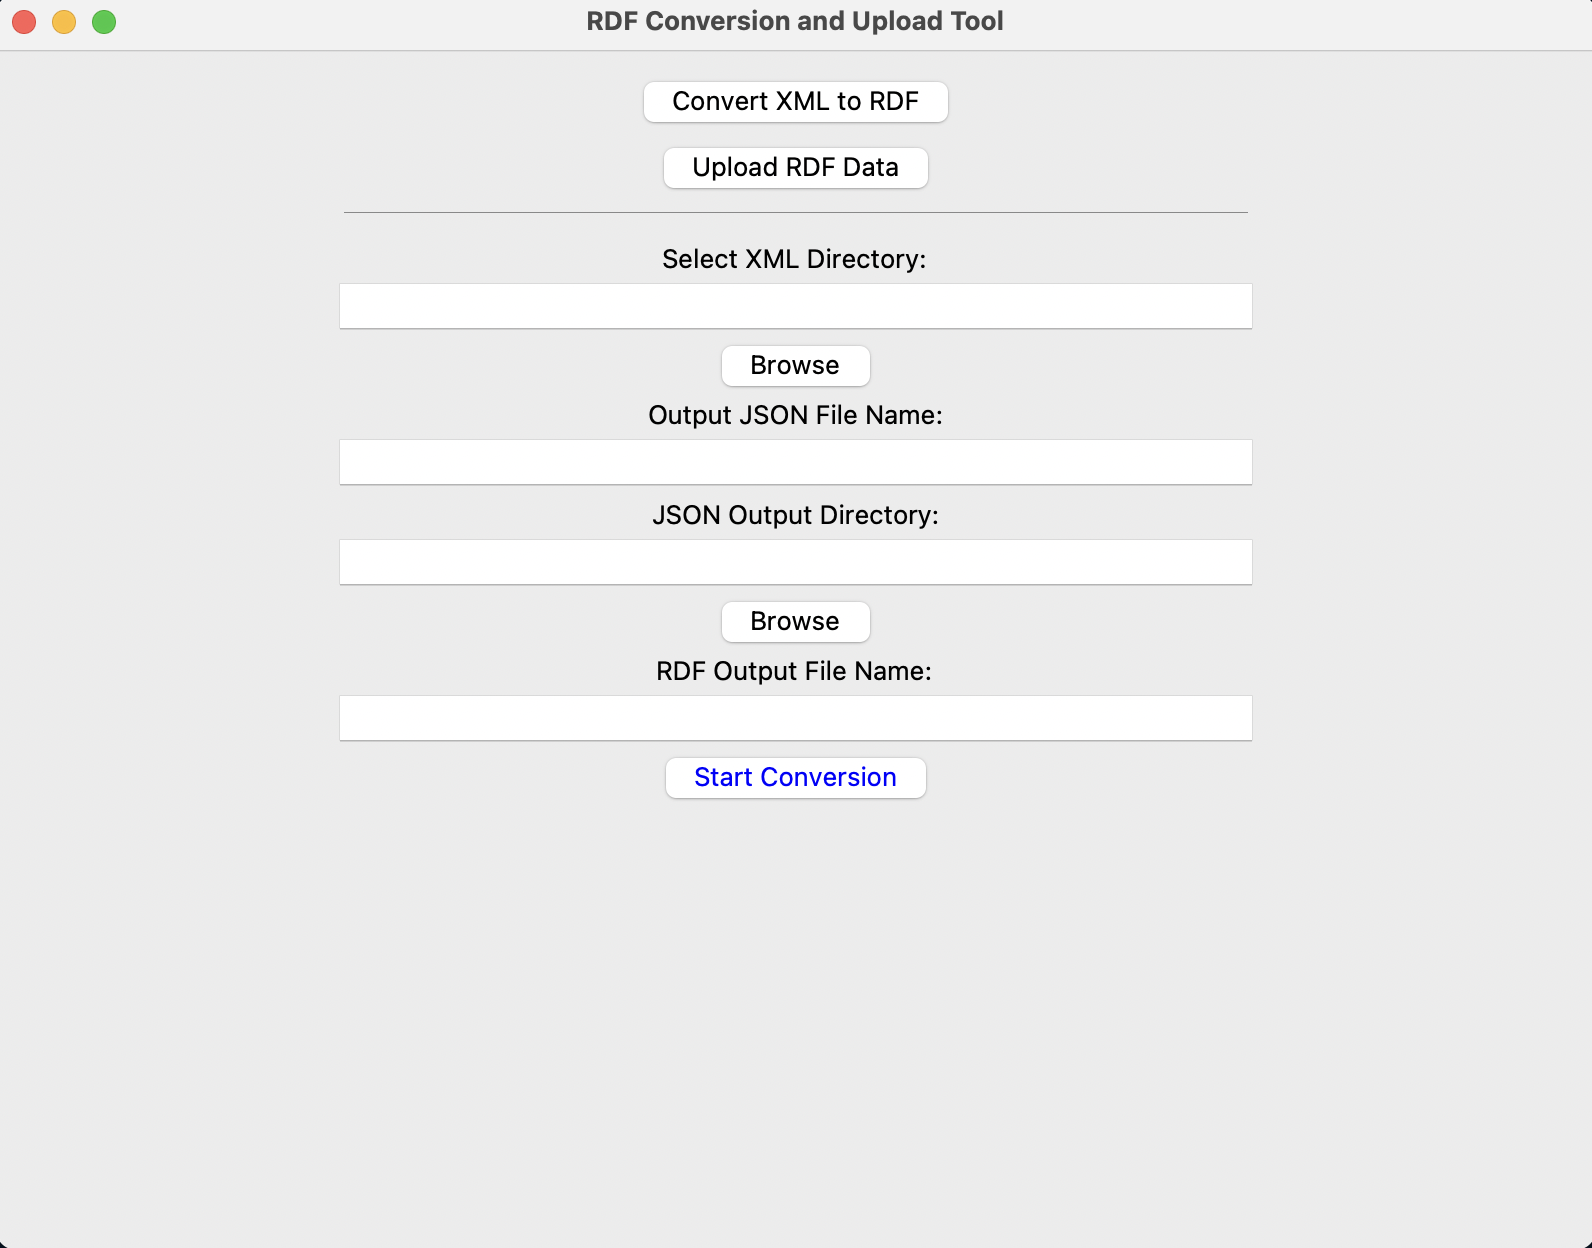 RDF Conversion and Upload Tool
Convert XML to RDF
Upload RDF Data
Select XML Directory:
Browse
Output JSON File Name:
JSON Output Directory:
Browse
RDF Output File Name:
Start Conversion